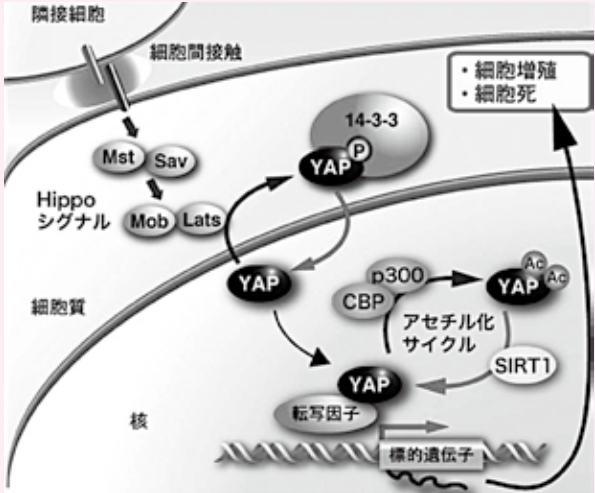 隣接細胞
細胞間接触
・細胞増殖
・細胞死
14-3-3
P
YAP
Mst
Sav
Hippo
シグナル
Mob
Lats
YAP
細胞質
p300
CBP
Ac
Ac
YAP
アセチル化
サイクル
SIRT1
YAP
転写因子
核
標的遺伝子